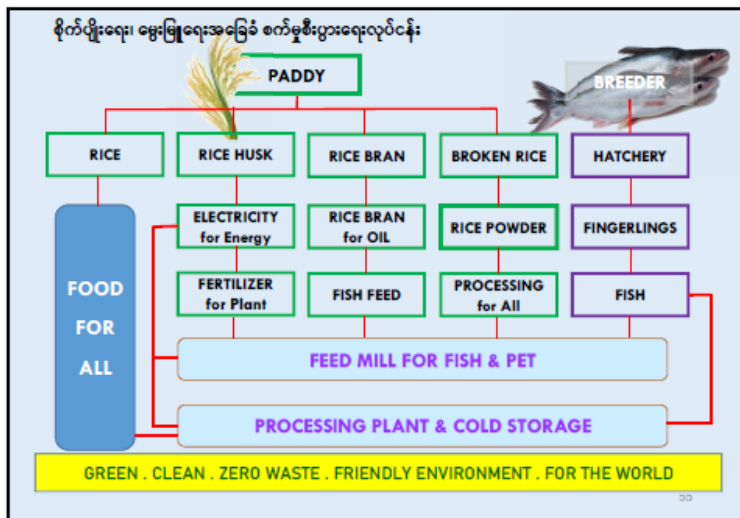 စိုက်ပျိုးရေး၊ မွေးမြူရေးအခြေခံ စက်မှုစီးပွားရေးလုပ်ငန်း
PADDY
BREEDER
RICE
RICE HUSK
RICE BRAN
BROKEN RICE
HATCHERY
ELECTRICITY
for Energy
RICE BRAN
for OIL
RICE POWDER
FINGERLINGS
FOOD
FOR
ALL
FERTILIZER
for Plant
FISH FEED
PROCESSING
for All
FISH
FEED MILL FOR FISH & PET
PROCESSING PLANT & COLD STORAGE
GREEN . CLEAN . ZERO WASTE . FRIENDLY ENVIRONMENT . FOR THE WORLD